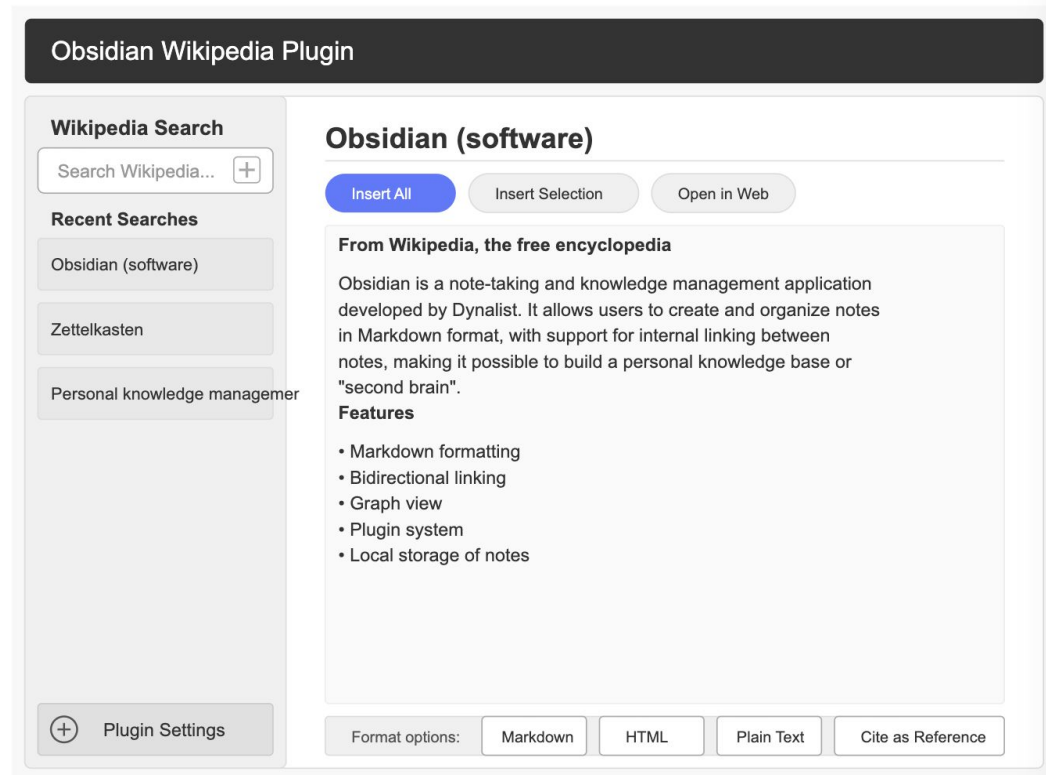 Obsidian Wikipedia Plugin
Wikipedia Search
Search Wikipedia...
Recent Searches
Obsidian (software)
Zettelkasten
Personal knowledge managemer
Plugin Settings
Obsidian (software)
Insert All
Insert Selection
Open in Web
From Wikipedia, the free encyclopedia
Obsidian is a note-taking and knowledge management application
developed by Dynalist. It allows users to create and organize notes
in Markdown format, with support for internal linking between
notes, making it possible to build a personal knowledge base or
"second brain".
Features
• Markdown formatting
• Bidirectional linking
• Graph view
• Plugin system
• Local storage of notes
Format options:
Markdown
HTML
Plain Text
Cite as Reference